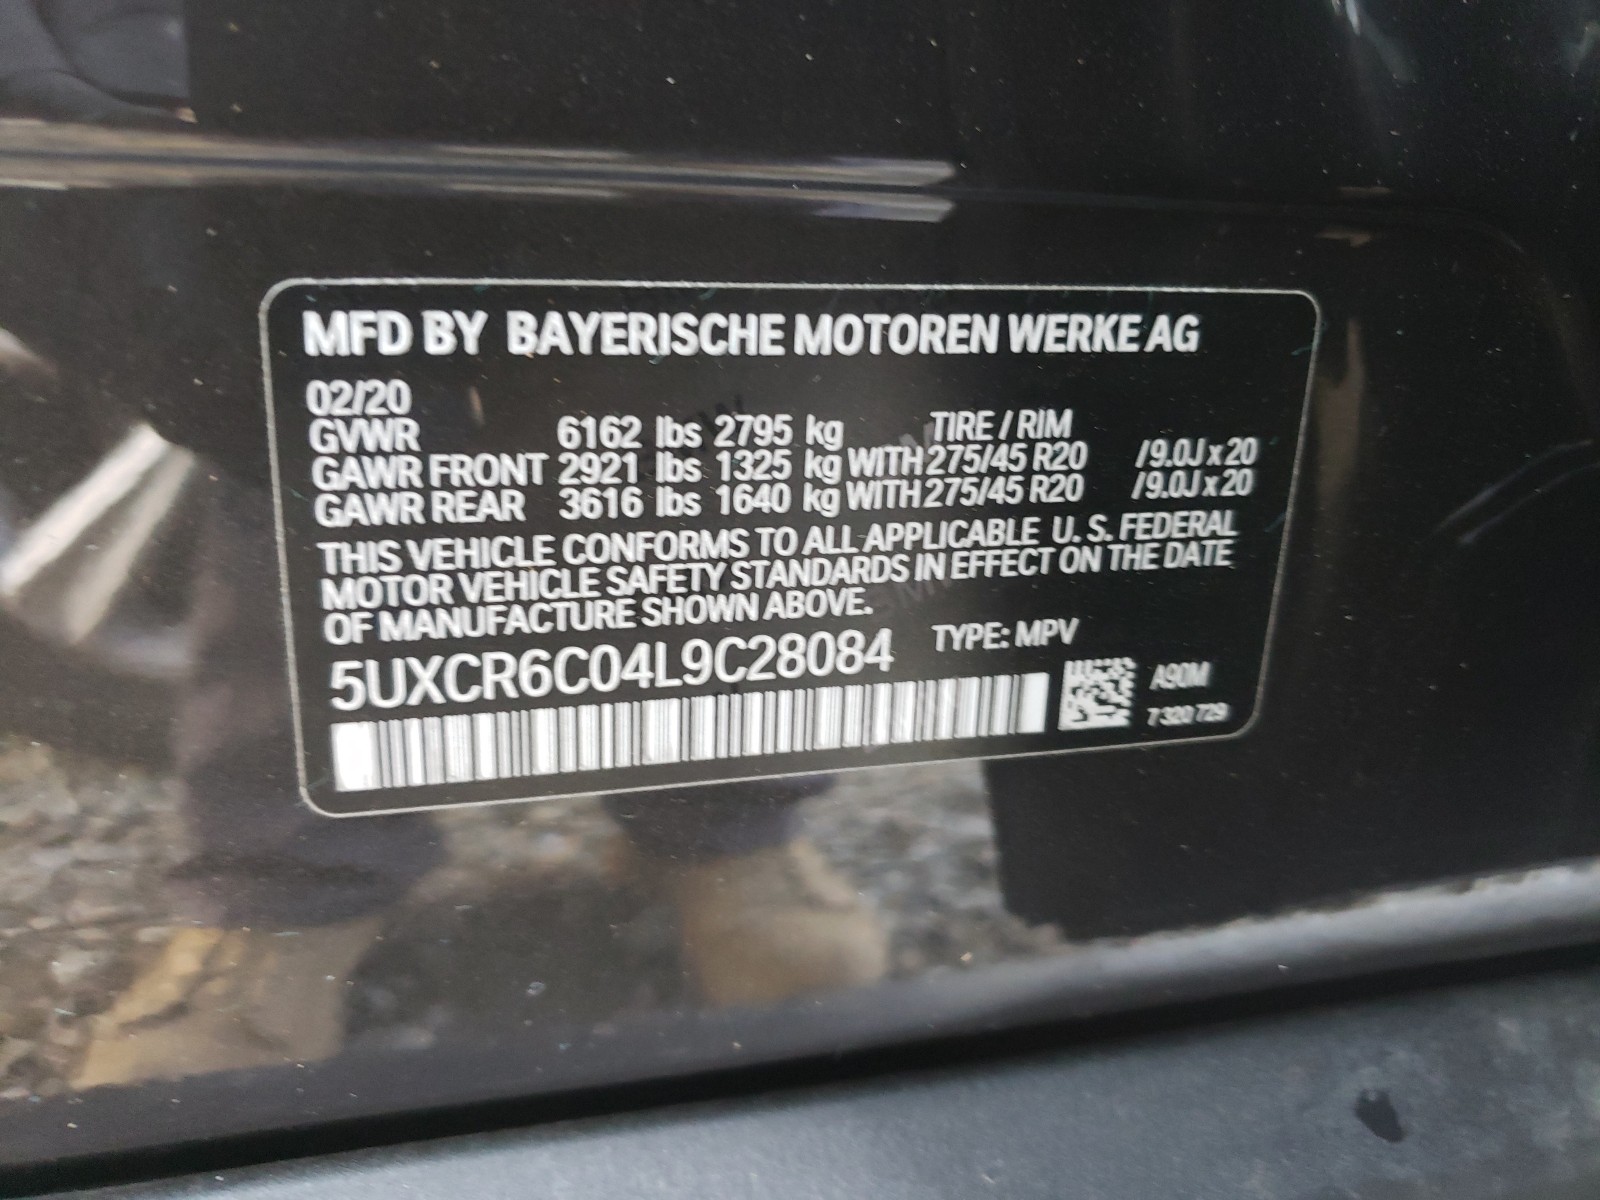 MFD BY BAYERISCHE MOTOREN WERKE AG
02/20
GVWR 6162 lbs 2795 kg TIRE / RIM
GAWR FRONT 2921 lbs 1325 kg WITH 275/45 R20 /9.0J x 20
GAWR REAR 3616 lbs 1640 kg WITH 275/45 R20 /9.0J x 20
THIS VEHICLE CONFORMS TO ALL APPLICABLE U. S. FEDERAL
MOTOR VEHICLE SAFETY STANDARDS IN EFFECT ON THE DATE
OF MANUFACTURE SHOWN ABOVE.
5UXCR6C04L9C28084 TYPE: MPV
A90M
7 320 729